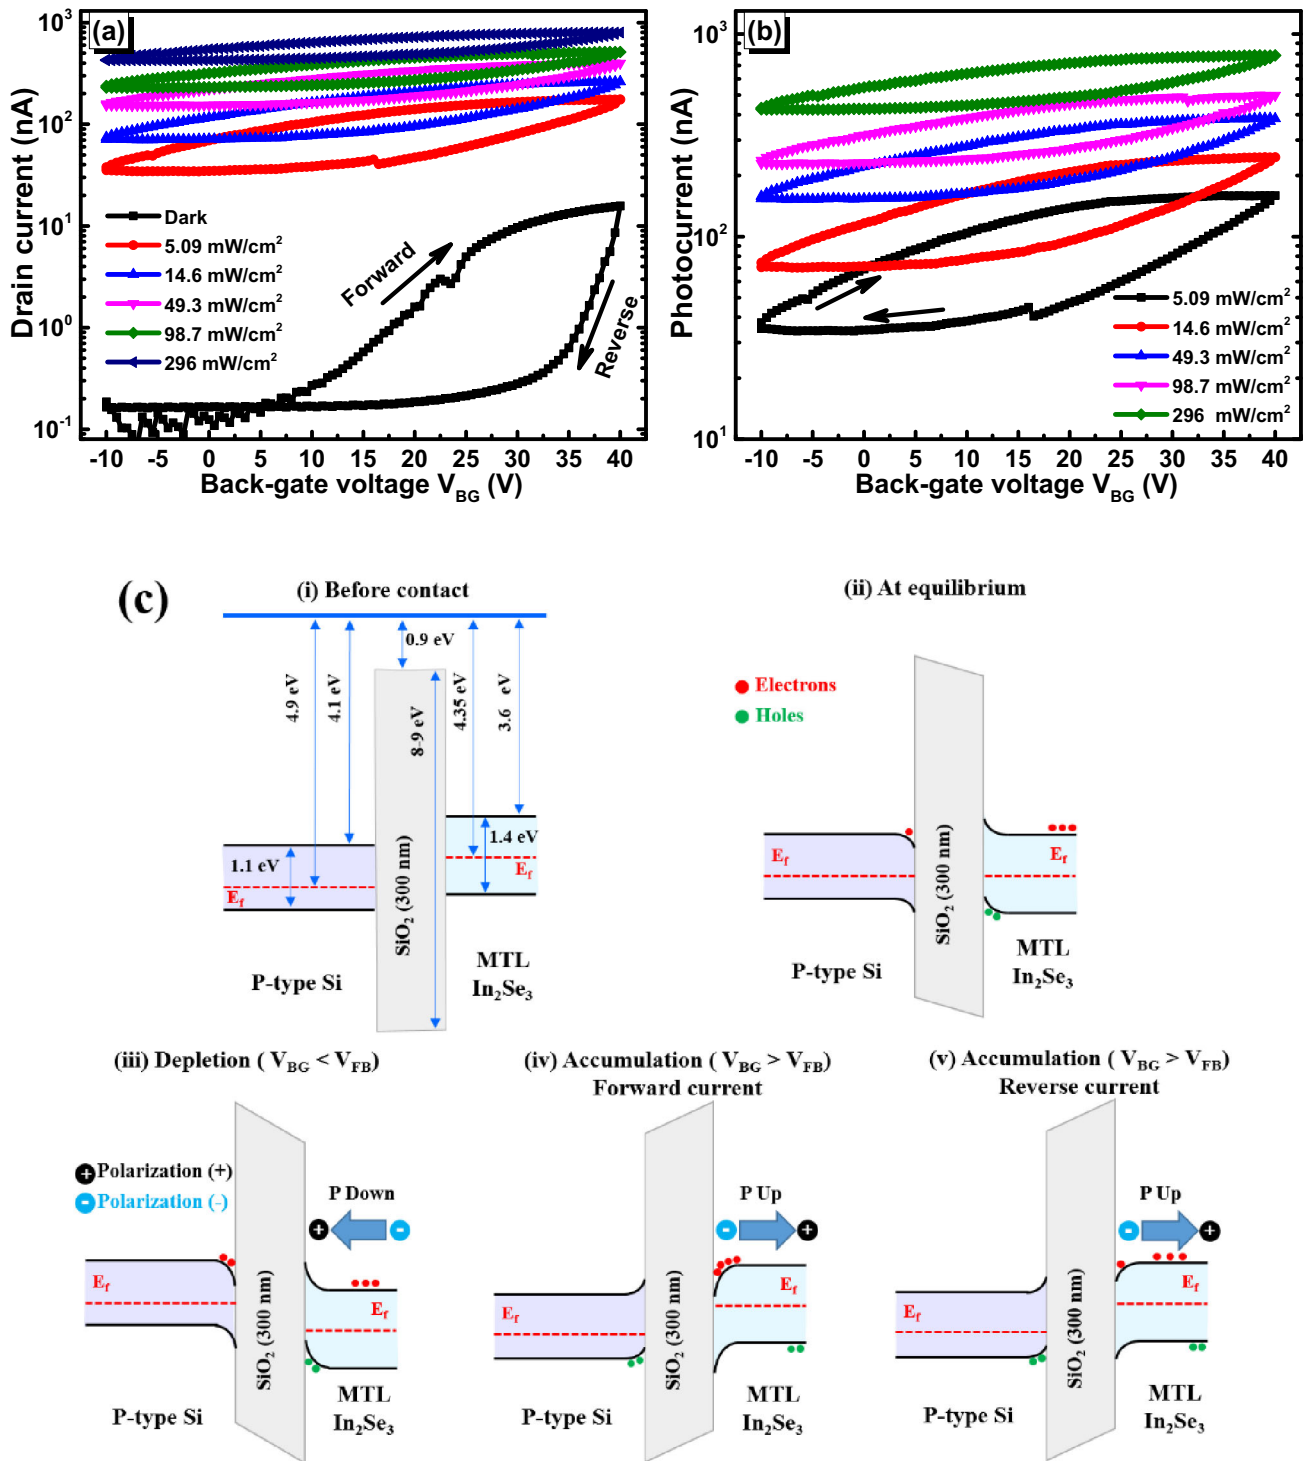 (a)
Drain current (nA)
10³
10²
10¹
10⁰
10⁻¹
Dark
5.09 mW/cm²
14.6 mW/cm²
49.3 mW/cm²
98.7 mW/cm²
296 mW/cm²
Forward
Reverse
-10 -5 0 5 10 15 20 25 30 35 40
Back-gate voltage V_BG (V)
(b)
Photocurrent (nA)
10³
10²
10¹
5.09 mW/cm²
14.6 mW/cm²
49.3 mW/cm²
98.7 mW/cm²
296 mW/cm²
-10 -5 0 5 10 15 20 25 30 35 40
Back-gate voltage V_BG (V)
(c)
(i) Before contact
4.9 eV
4.1 eV
0.9 eV
8-9 eV
4.35 eV
3.6 eV
1.1 eV
E_f
1.4 eV
E_f
SiO₂ (300 nm)
P-type Si
MTL
In₂Se₃
(ii) At equilibrium
Electrons
Holes
E_f
E_f
SiO₂ (300 nm)
P-type Si
MTL
In₂Se₃
(iii) Depletion ( V_BG < V_FB)
+ Polarization (+)
- Polarization (-)
P Down
+
-
E_f
E_f
SiO₂ (300 nm)
P-type Si
MTL
In₂Se₃
(iv) Accumulation ( V_BG > V_FB)
Forward current
P Up
-
+
E_f
E_f
SiO₂ (300 nm)
P-type Si
MTL
In₂Se₃
(v) Accumulation ( V_BG > V_FB)
Reverse current
P Up
-
+
E_f
E_f
SiO₂ (300 nm)
P-type Si
MTL
In₂Se₃